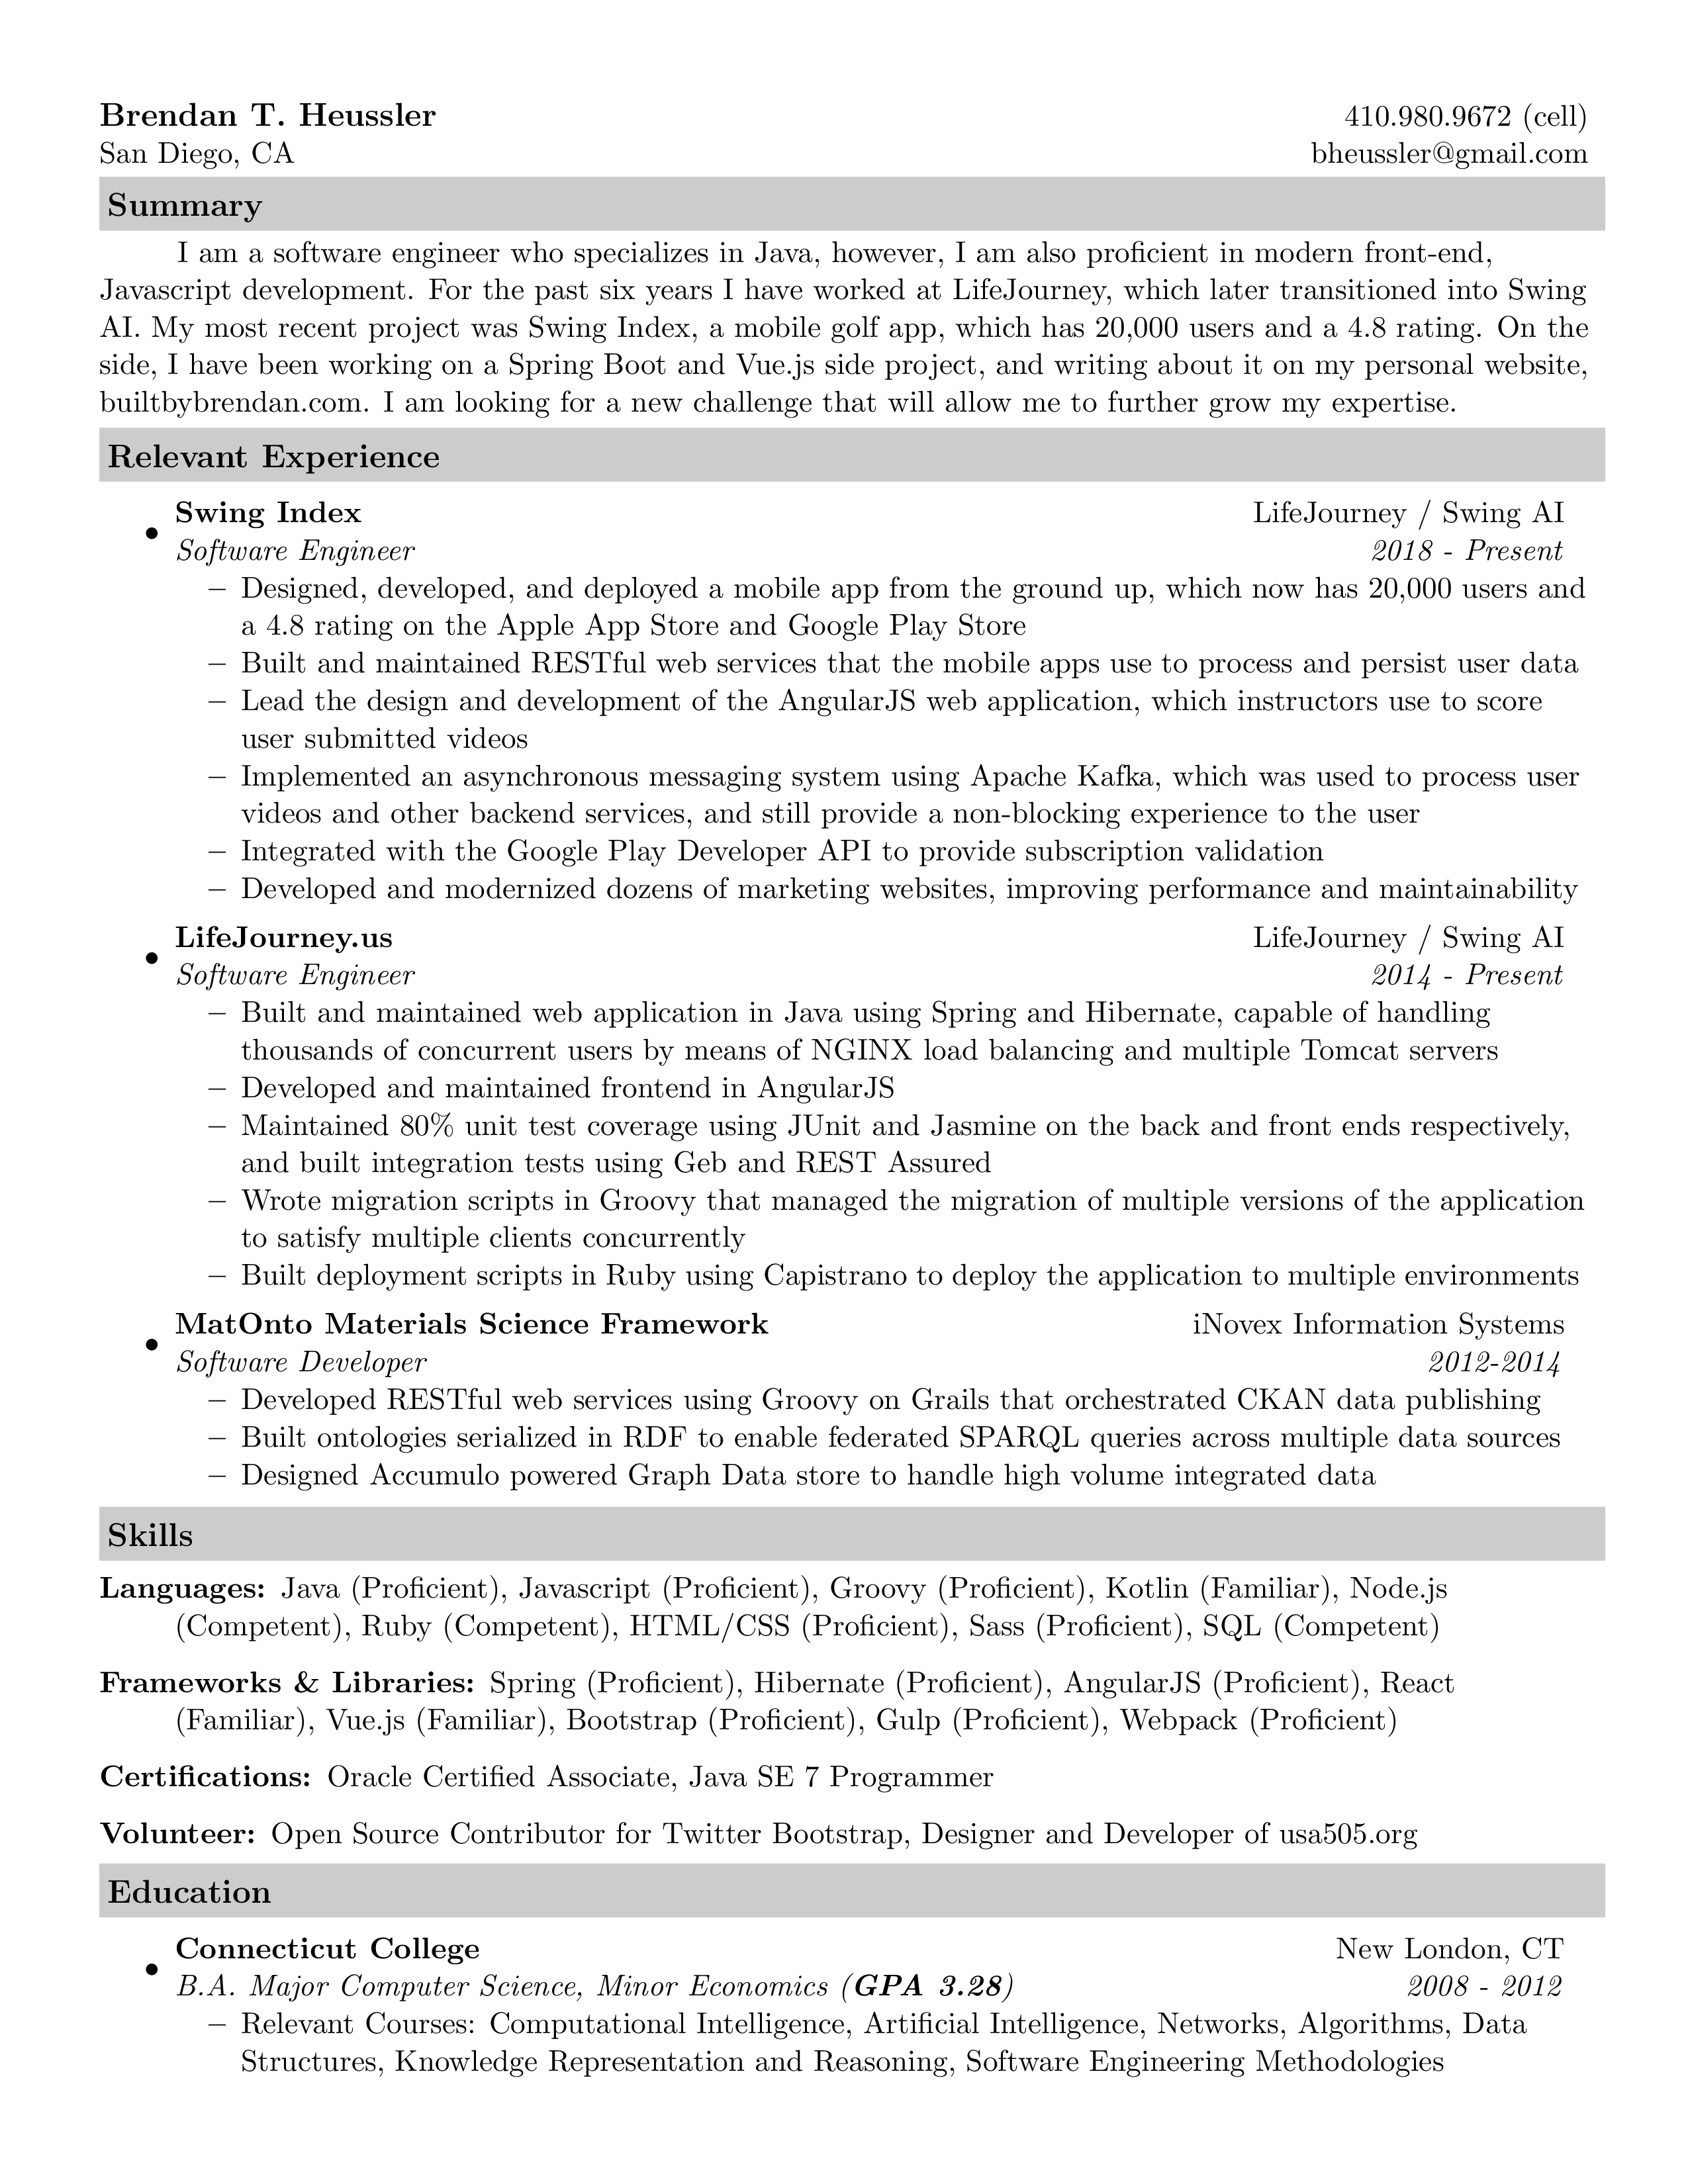 Brendan T. Heussler 410.980.9672 (cell)
San Diego, CA bheussler@gmail.com
Summary
I am a software engineer who specializes in Java, however, I am also proficient in modern front-end,
Javascript development. For the past six years I have worked at LifeJourney, which later transitioned into Swing
AI. My most recent project was Swing Index, a mobile golf app, which has 20,000 users and a 4.8 rating. On the
side, I have been working on a Spring Boot and Vue.js side project, and writing about it on my personal website,
builtbybrendan.com. I am looking for a new challenge that will allow me to further grow my expertise.
Relevant Experience
• Swing Index LifeJourney / Swing AI
Software Engineer 2018 - Present
– Designed, developed, and deployed a mobile app from the ground up, which now has 20,000 users and
a 4.8 rating on the Apple App Store and Google Play Store
– Built and maintained RESTful web services that the mobile apps use to process and persist user data
– Lead the design and development of the AngularJS web application, which instructors use to score
user submitted videos
– Implemented an asynchronous messaging system using Apache Kafka, which was used to process user
videos and other backend services, and still provide a non-blocking experience to the user
– Integrated with the Google Play Developer API to provide subscription validation
– Developed and modernized dozens of marketing websites, improving performance and maintainability
• LifeJourney.us LifeJourney / Swing AI
Software Engineer 2014 - Present
– Built and maintained web application in Java using Spring and Hibernate, capable of handling
thousands of concurrent users by means of NGINX load balancing and multiple Tomcat servers
– Developed and maintained frontend in AngularJS
– Maintained 80% unit test coverage using JUnit and Jasmine on the back and front ends respectively,
and built integration tests using Geb and REST Assured
– Wrote migration scripts in Groovy that managed the migration of multiple versions of the application
to satisfy multiple clients concurrently
– Built deployment scripts in Ruby using Capistrano to deploy the application to multiple environments
• MatOnto Materials Science Framework iNovex Information Systems
Software Developer 2012-2014
– Developed RESTful web services using Groovy on Grails that orchestrated CKAN data publishing
– Built ontologies serialized in RDF to enable federated SPARQL queries across multiple data sources
– Designed Accumulo powered Graph Data store to handle high volume integrated data
Skills
Languages: Java (Proficient), Javascript (Proficient), Groovy (Proficient), Kotlin (Familiar), Node.js
(Competent), Ruby (Competent), HTML/CSS (Proficient), Sass (Proficient), SQL (Competent)
Frameworks & Libraries: Spring (Proficient), Hibernate (Proficient), AngularJS (Proficient), React
(Familiar), Vue.js (Familiar), Bootstrap (Proficient), Gulp (Proficient), Webpack (Proficient)
Certifications: Oracle Certified Associate, Java SE 7 Programmer
Volunteer: Open Source Contributor for Twitter Bootstrap, Designer and Developer of usa505.org
Education
• Connecticut College New London, CT
B.A. Major Computer Science, Minor Economics (GPA 3.28) 2008 - 2012
– Relevant Courses: Computational Intelligence, Artificial Intelligence, Networks, Algorithms, Data
Structures, Knowledge Representation and Reasoning, Software Engineering Methodologies